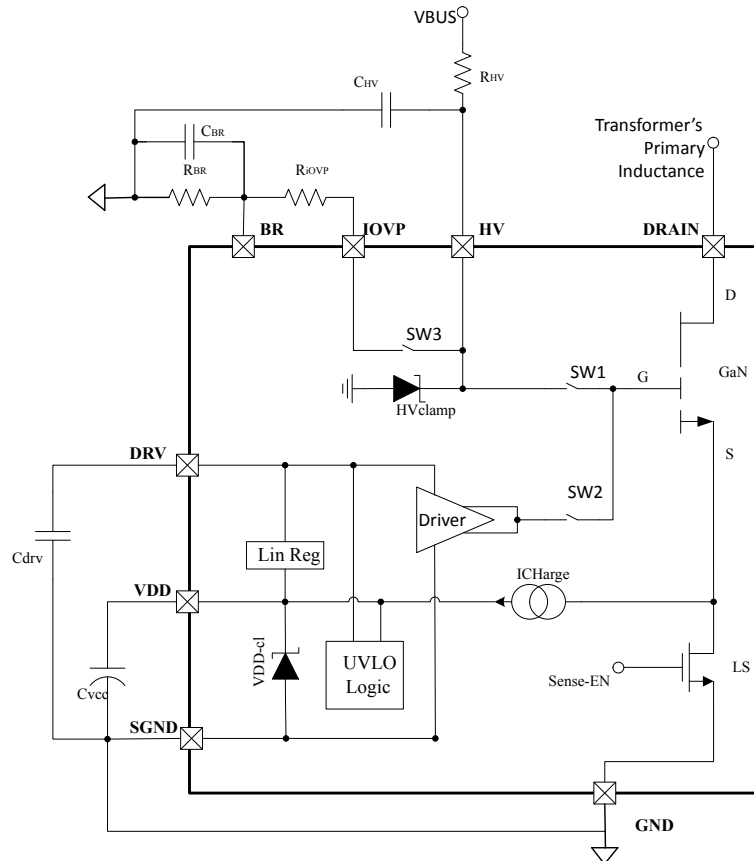 VBUS
RHV
CHV
CBR
RBR
RiOVP
Transformer's
Primary
Inductance
BR
IOVP
HV
DRAIN
D
SW3
SW1
G
GaN
HVclamp
S
DRV
SW2
Driver
Cdrv
Lin Reg
ICHarge
VDD
VDD-cl
UVLO
Logic
Sense-EN
LS
Cvcc
SGND
GND